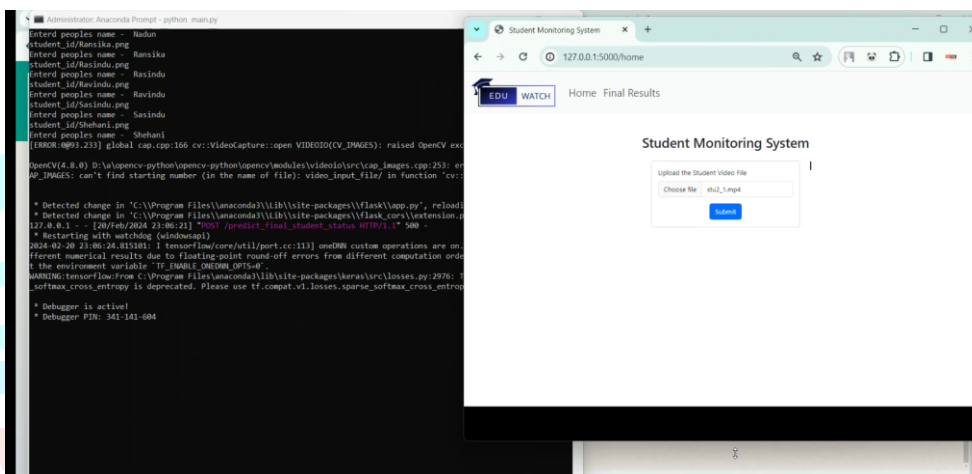 Administrator: Anaconda Prompt - python main.py
Enterd peoples name - Nadun
student_id/Ransika.png
Enterd peoples name - Ransika
student_id/Rasindu.png
Enterd peoples name - Rasindu
student_id/Ravindu.png
Enterd peoples name - Ravindu
student_id/Sasindu.png
Enterd peoples name - Sasindu
student_id/Shehani.png
Enterd peoples name - Shehani
[ERROR:0@93.233] global cap.cpp:166 cv::VideoCapture::open VIDEOIO(CV_IMAGES): raised OpenCV exc
OpenCV(4.8.0) D:\a\opencv-python\opencv-python\opencv\modules\videoio\src\cap_images.cpp:253: er
AP_IMAGES: can't find starting number (in the name of file): video_input_file/ in function 'cv::
* Detected change in 'C:\\Program Files\\anaconda3\\Lib\\site-packages\\flask\\app.py', reloadi
* Detected change in 'C:\\Program Files\\anaconda3\\Lib\\site-packages\\flask_cors\\extension.p
127.0.0.1 - - [20/Feb/2024 23:06:21] "POST /predict_final_student_status HTTP/1.1" 500 -
* Restarting with watchdog (windowsapi)
2024-02-20 23:06:24.815101: I tensorflow/core/util/port.cc:113] oneDNN custom operations are on.
fferent numerical results due to floating-point round-off errors from different computation orde
t the environment variable `TF_ENABLE_ONEDNN_OPTS=0`.
WARNING:tensorflow:From C:\Program Files\anaconda3\lib\site-packages\keras\src\losses.py:2976: T
_softmax_cross_entropy is deprecated. Please use tf.compat.v1.losses.sparse_softmax_cross_entrop
* Debugger is active!
* Debugger PIN: 341-141-604
Student Monitoring System
127.0.0.1:5000/home
EDU WATCH
Home Final Results
Student Monitoring System
Upload the Student Video File
Choose file stu2_1.mp4
Submit